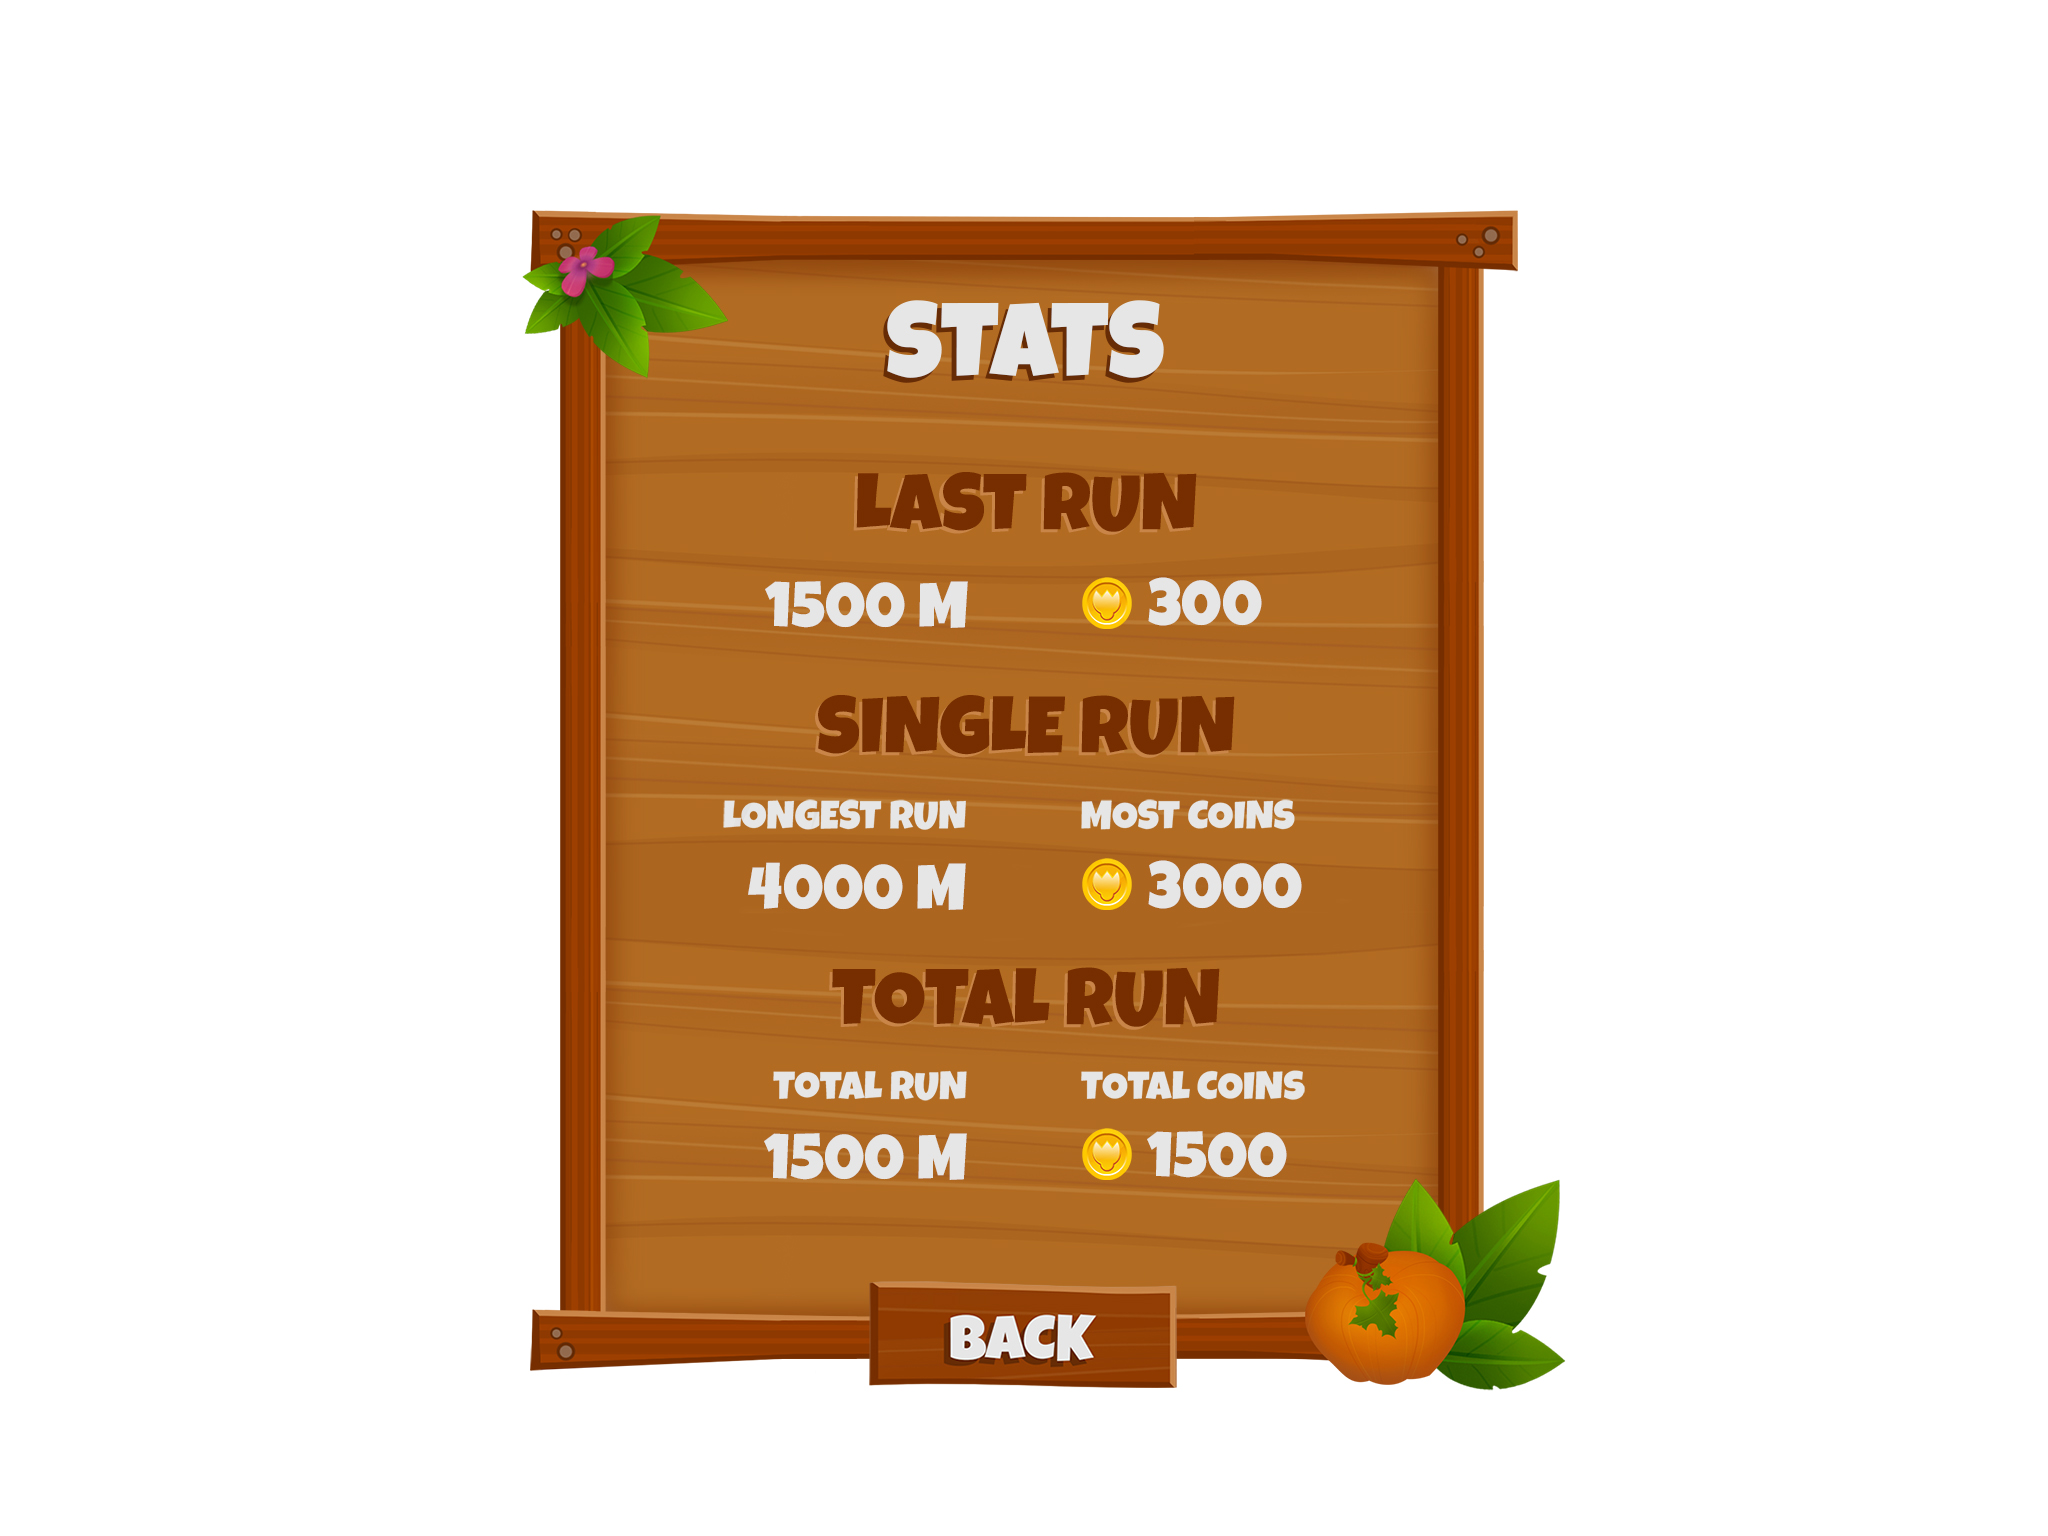 STATS
LAST RUN
1500 M 300
SINGLE RUN
LONGEST RUN MOST COINS
4000 M 3000
TOTAL RUN
TOTAL RUN TOTAL COINS
1500 M 1500
BACK